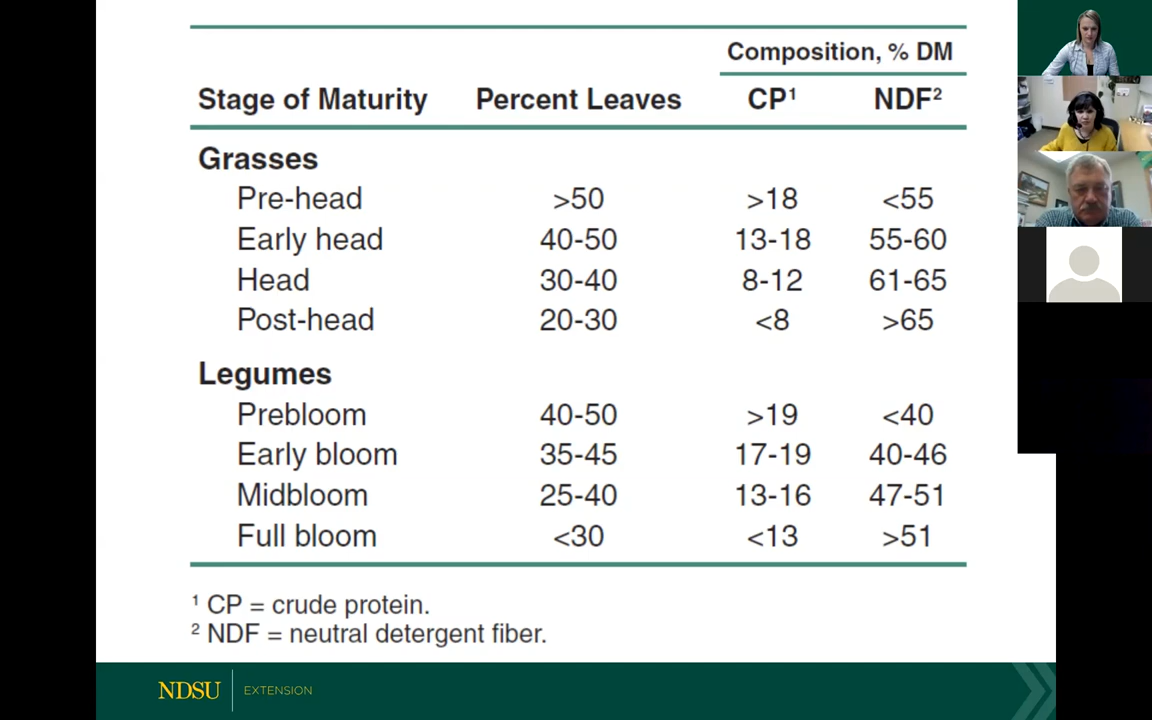 Composition, % DM
Stage of Maturity Percent Leaves CP¹ NDF²
Grasses
Pre-head >50 >18 <55
Early head 40-50 13-18 55-60
Head 30-40 8-12 61-65
Post-head 20-30 <8 >65
Legumes
Prebloom 40-50 >19 <40
Early bloom 35-45 17-19 40-46
Midbloom 25-40 13-16 47-51
Full bloom <30 <13 >51
¹ CP = crude protein.
² NDF = neutral detergent fiber.
NDSU EXTENSION